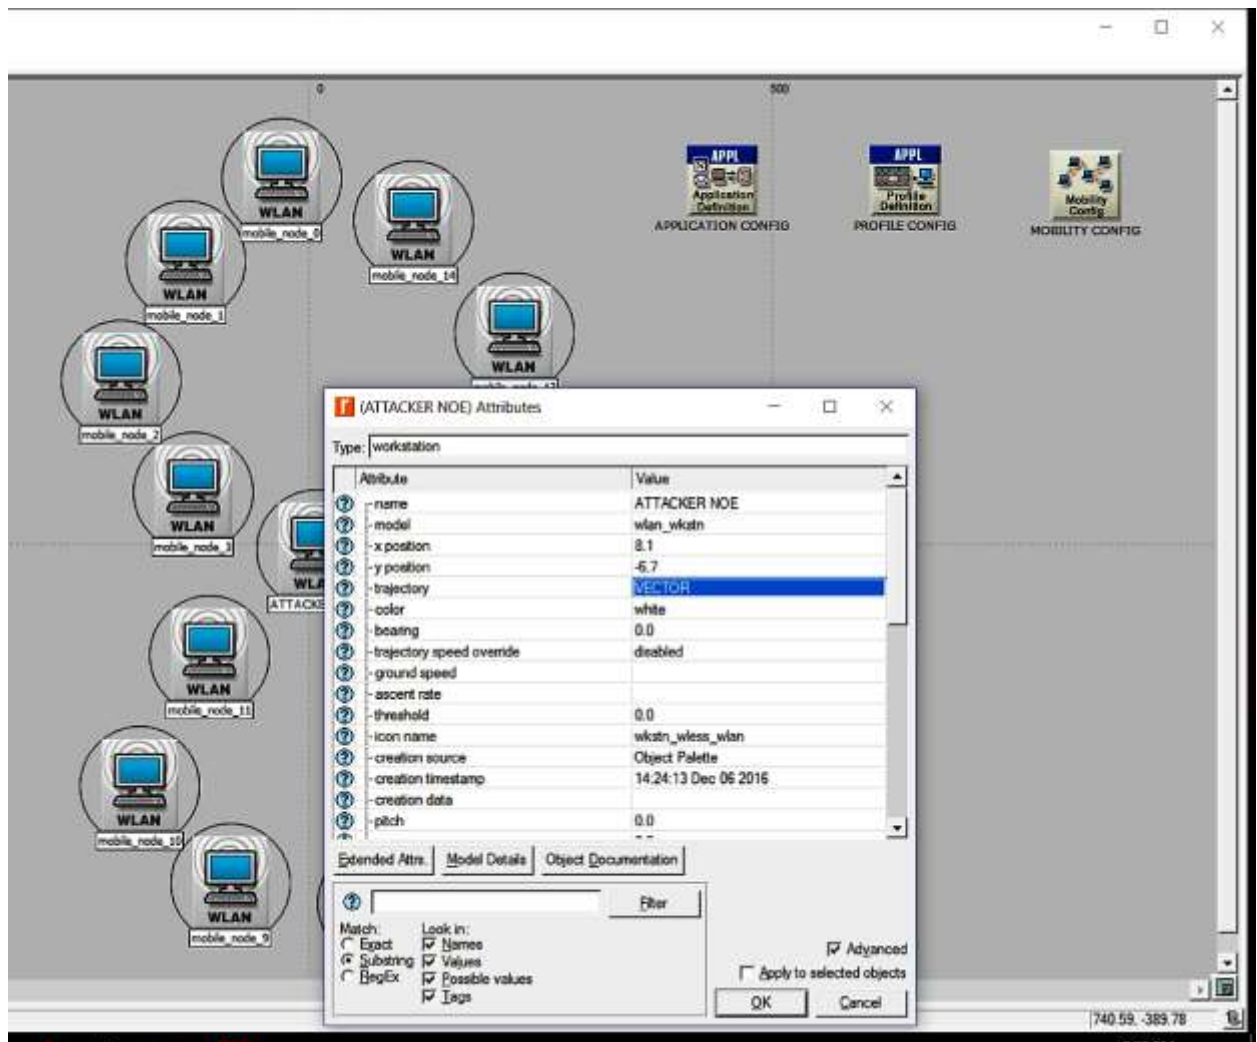 0
500
WLAN
mobile_node_0
WLAN
mobile_node_14
WLAN
mobile_node_1
WLAN
WLAN
mobile_node_2
WLAN
mobile_node_3
ATTACKE
WLAN
mobile_node_11
WLAN
mobile_node_10
WLAN
mobile_node_9
APPL
Application
Definition
APPLICATION CONFIG
APPL
Profile
Definition
PROFILE CONFIG
Mobility
Config
MOBILITY CONFIG
(ATTACKER NOE) Attributes
Type: workstation
Attribute Value
name ATTACKER NOE
model wlan_wkstn
x position 8.1
y position -6.7
trajectory VECTOR
color white
bearing 0.0
trajectory speed override disabled
ground speed
ascent rate
threshold 0.0
icon name wkstn_wless_wlan
creation source Object Palette
creation timestamp 14:24:13 Dec 06 2016
creation data
pitch 0.0
Extended Attrs. Model Details Object Documentation
Filter
Match: Look in:
Exact Names
Substring Values
RegEx Possible values
Tags
Advanced
Apply to selected objects
OK Cancel
740.59, -389.78